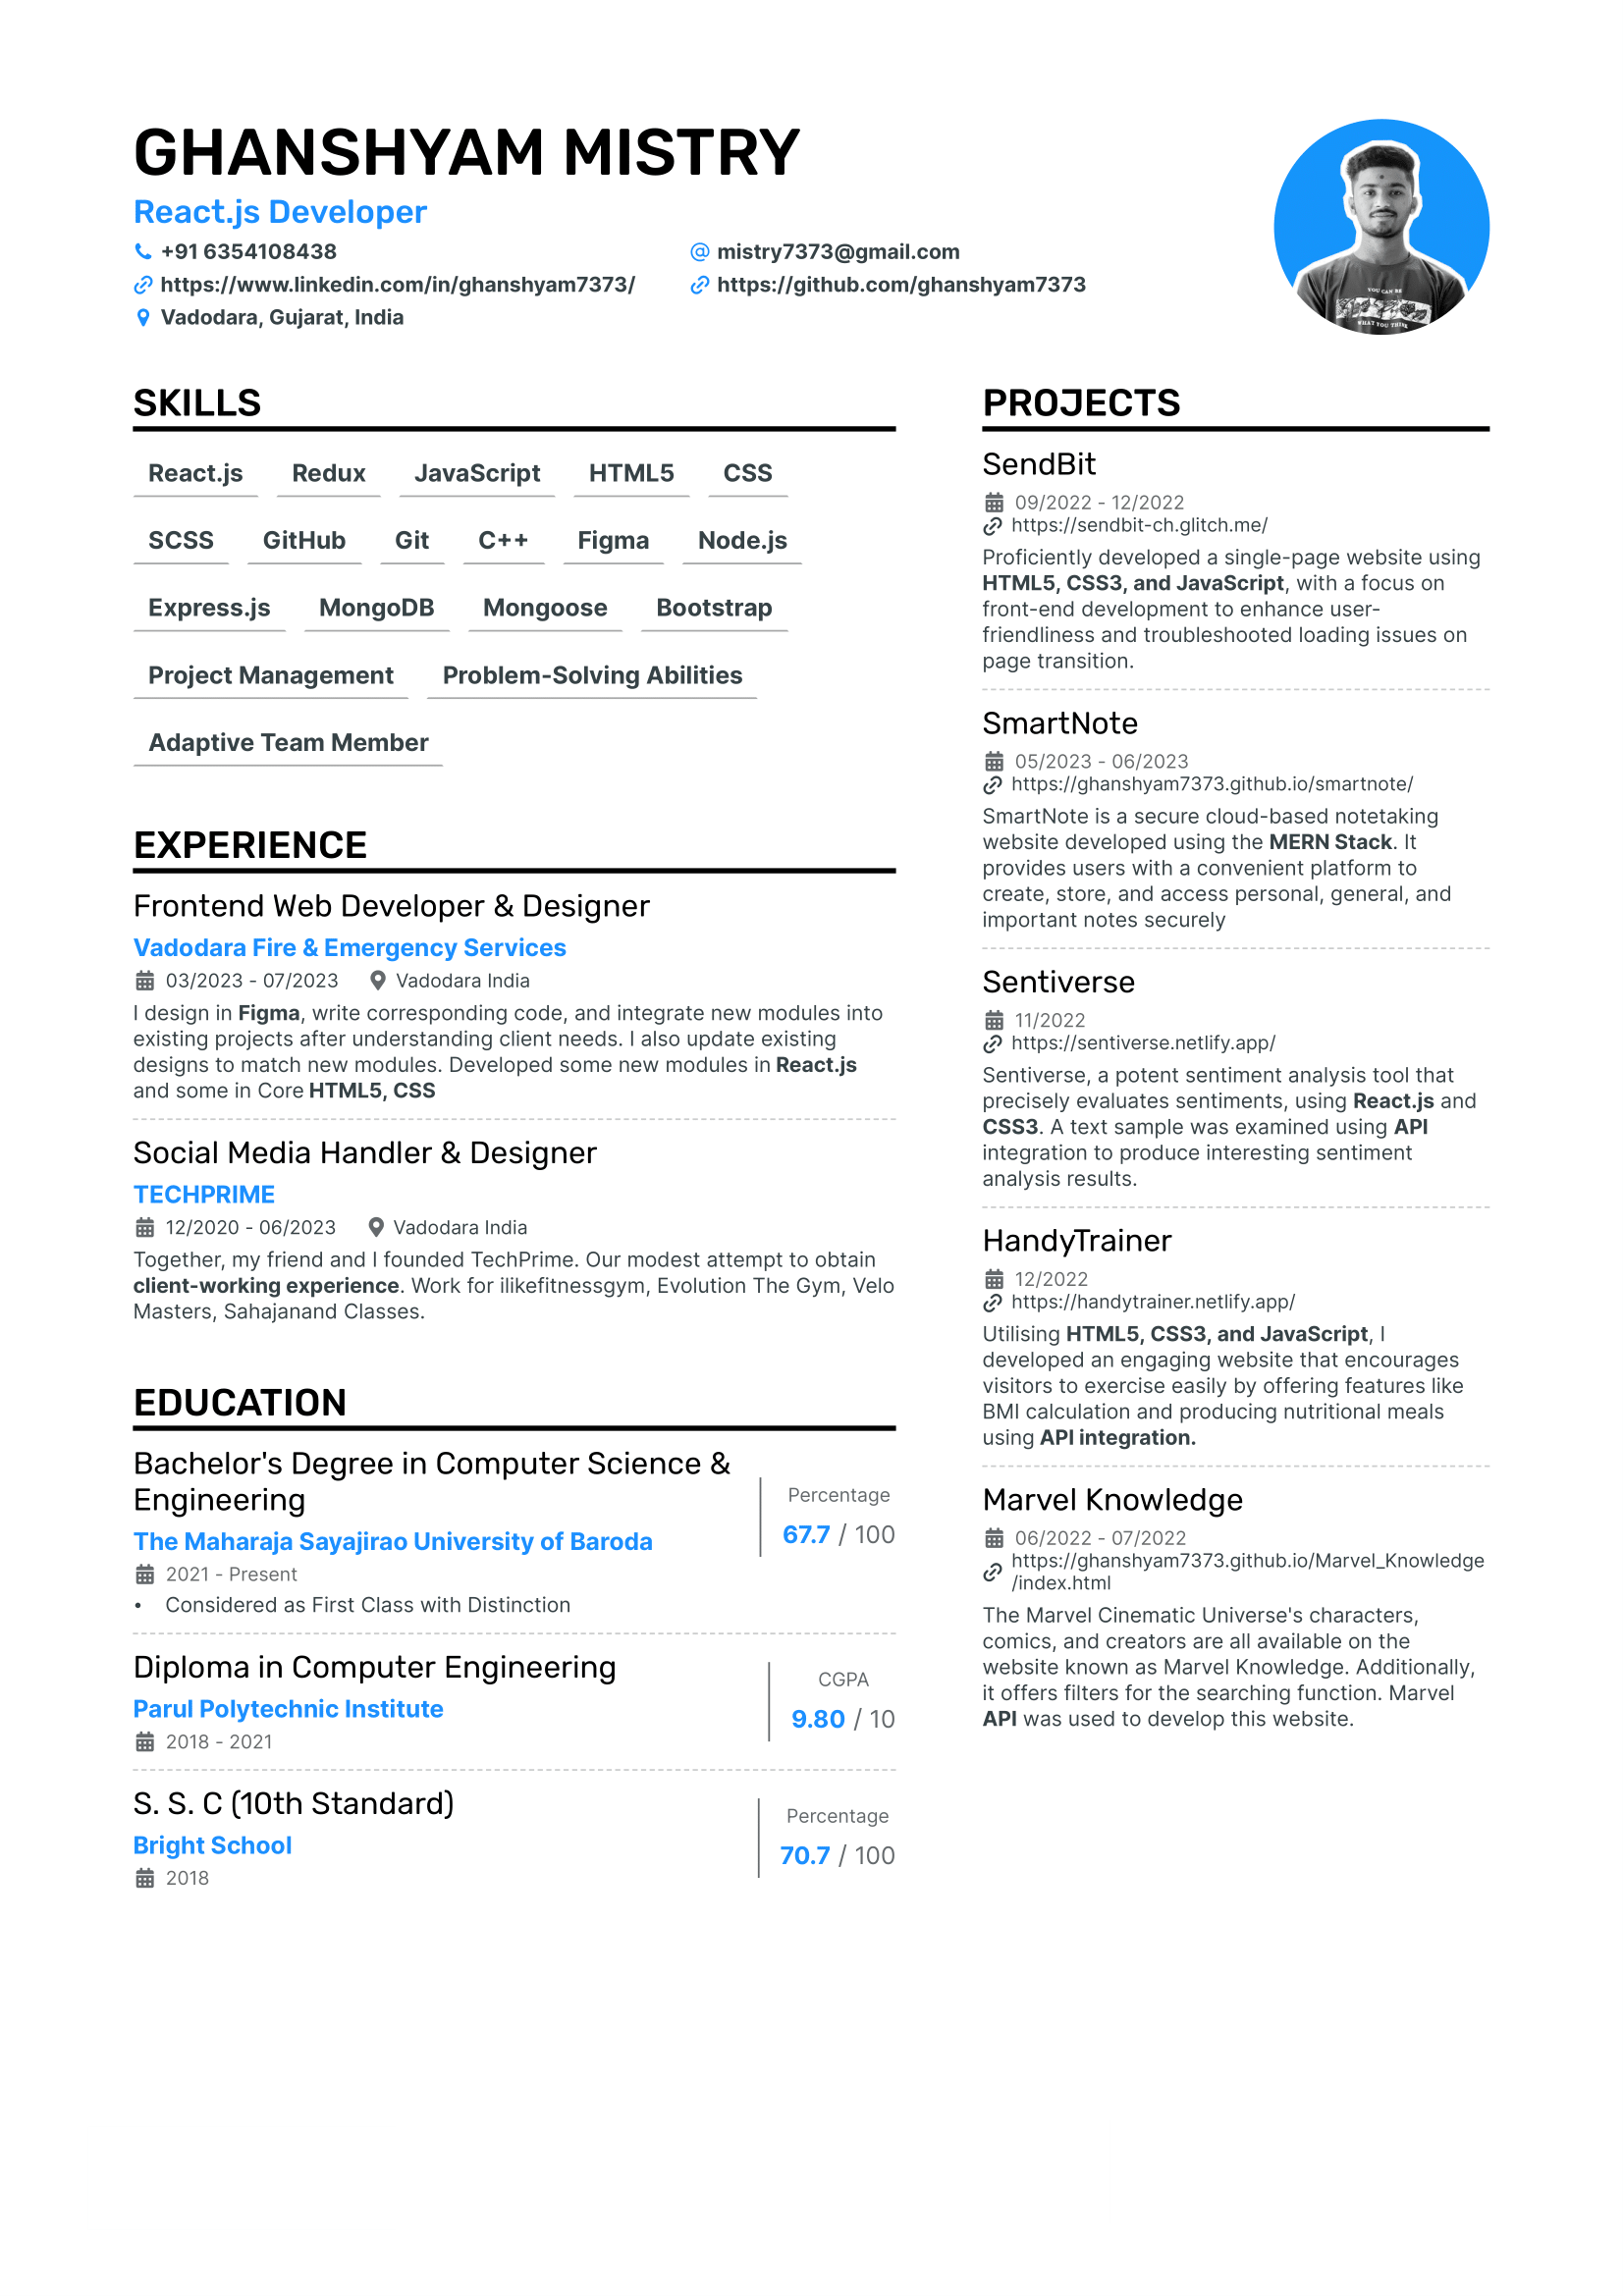 GHANSHYAM MISTRY
React.js Developer
+91 6354108438
mistry7373@gmail.com
https://www.linkedin.com/in/ghanshyam7373/
https://github.com/ghanshyam7373
Vadodara, Gujarat, India
YOU CAN BE
WHAT YOU THINK
SKILLS
React.js Redux JavaScript HTML5 CSS
SCSS GitHub Git C++ Figma Node.js
Express.js MongoDB Mongoose Bootstrap
Project Management Problem-Solving Abilities
Adaptive Team Member
EXPERIENCE
Frontend Web Developer & Designer
Vadodara Fire & Emergency Services
03/2023 - 07/2023 Vadodara India
I design in Figma, write corresponding code, and integrate new modules into
existing projects after understanding client needs. I also update existing
designs to match new modules. Developed some new modules in React.js
and some in Core HTML5, CSS
Social Media Handler & Designer
TECHPRIME
12/2020 - 06/2023 Vadodara India
Together, my friend and I founded TechPrime. Our modest attempt to obtain
client-working experience. Work for ilikefitnessgym, Evolution The Gym, Velo
Masters, Sahajanand Classes.
EDUCATION
Bachelor's Degree in Computer Science &
Engineering
The Maharaja Sayajirao University of Baroda
2021 - Present
• Considered as First Class with Distinction
Percentage
67.7 / 100
Diploma in Computer Engineering
Parul Polytechnic Institute
2018 - 2021
CGPA
9.80 / 10
S. S. C (10th Standard)
Bright School
2018
Percentage
70.7 / 100
PROJECTS
SendBit
09/2022 - 12/2022
https://sendbit-ch.glitch.me/
Proficiently developed a single-page website using
HTML5, CSS3, and JavaScript, with a focus on
front-end development to enhance user-
friendliness and troubleshooted loading issues on
page transition.
SmartNote
05/2023 - 06/2023
https://ghanshyam7373.github.io/smartnote/
SmartNote is a secure cloud-based notetaking
website developed using the MERN Stack. It
provides users with a convenient platform to
create, store, and access personal, general, and
important notes securely
Sentiverse
11/2022
https://sentiverse.netlify.app/
Sentiverse, a potent sentiment analysis tool that
precisely evaluates sentiments, using React.js and
CSS3. A text sample was examined using API
integration to produce interesting sentiment
analysis results.
HandyTrainer
12/2022
https://handytrainer.netlify.app/
Utilising HTML5, CSS3, and JavaScript, I
developed an engaging website that encourages
visitors to exercise easily by offering features like
BMI calculation and producing nutritional meals
using API integration.
Marvel Knowledge
06/2022 - 07/2022
https://ghanshyam7373.github.io/Marvel_Knowledge
/index.html
The Marvel Cinematic Universe's characters,
comics, and creators are all available on the
website known as Marvel Knowledge. Additionally,
it offers filters for the searching function. Marvel
API was used to develop this website.